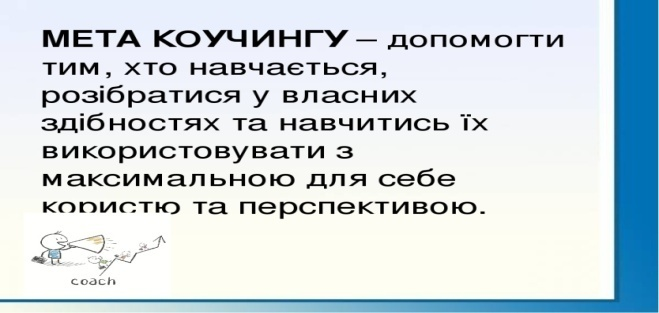 МЕТА КОУЧИНГУ – допомогти
тим, хто навчається,
розібратися у власних
здібностях та навчитись їх
використовувати з
максимальною для себе
користю та перспективою.
coach